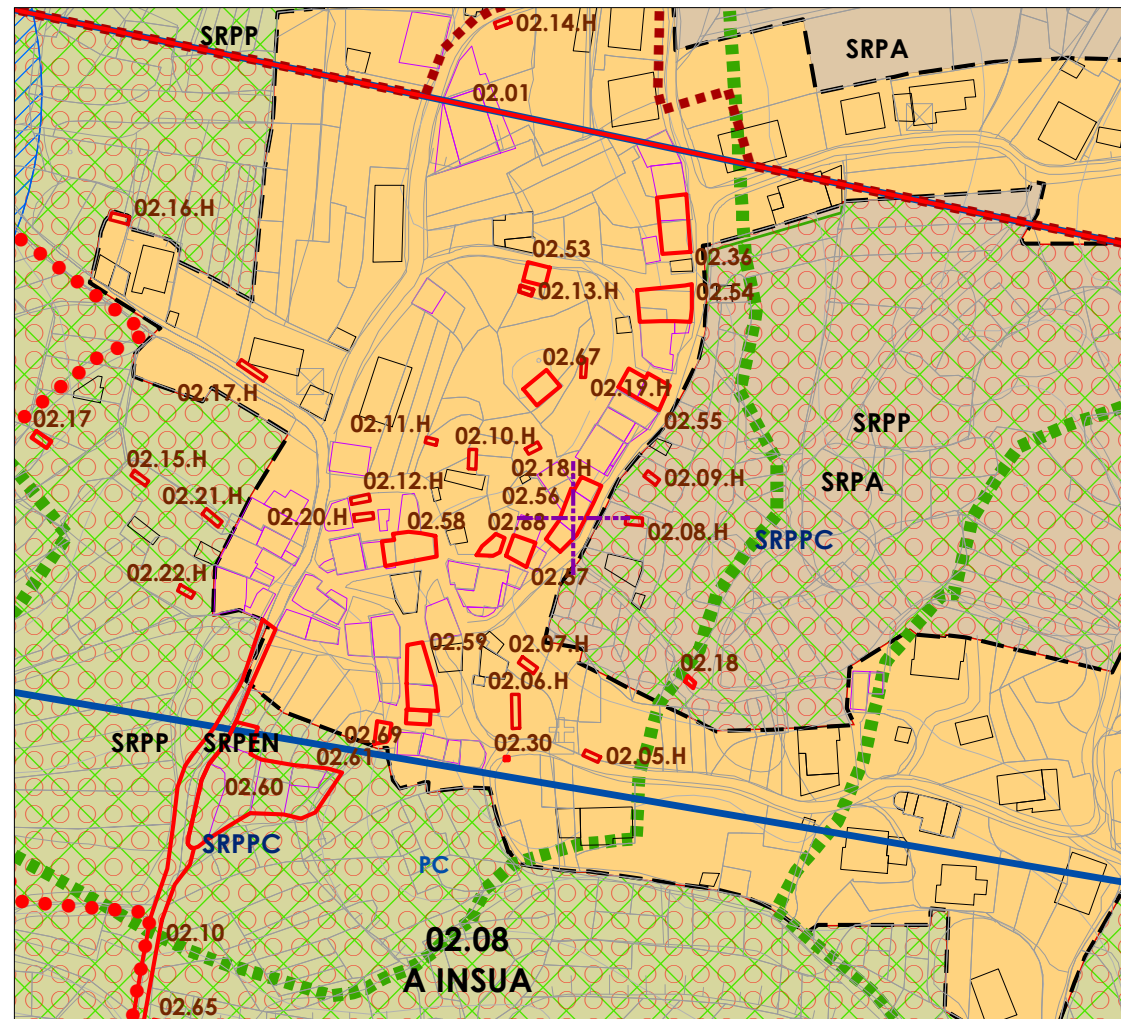 02.14.H
SRPP
SRPA
02.01
02.16.H
02.53
02.36
02.13.H
02.54
02.67
02.17.H
02.19.H
02.17
02.11.H
02.10.H
02.55
SRPP
02.15.H
02.18.H
02.09.H
SRPA
02.12.H
02.21.H
02.56
02.20.H
02.58
02.68
02.08.H
SRPPC
02.57
02.22.H
02.59
02.07.H
02.18
02.06.H
02.69
SRPP
SRPEN
02.30
02.61
02.05.H
02.60
SRPPC
PC
02.10
02.08
A INSUA
02.65